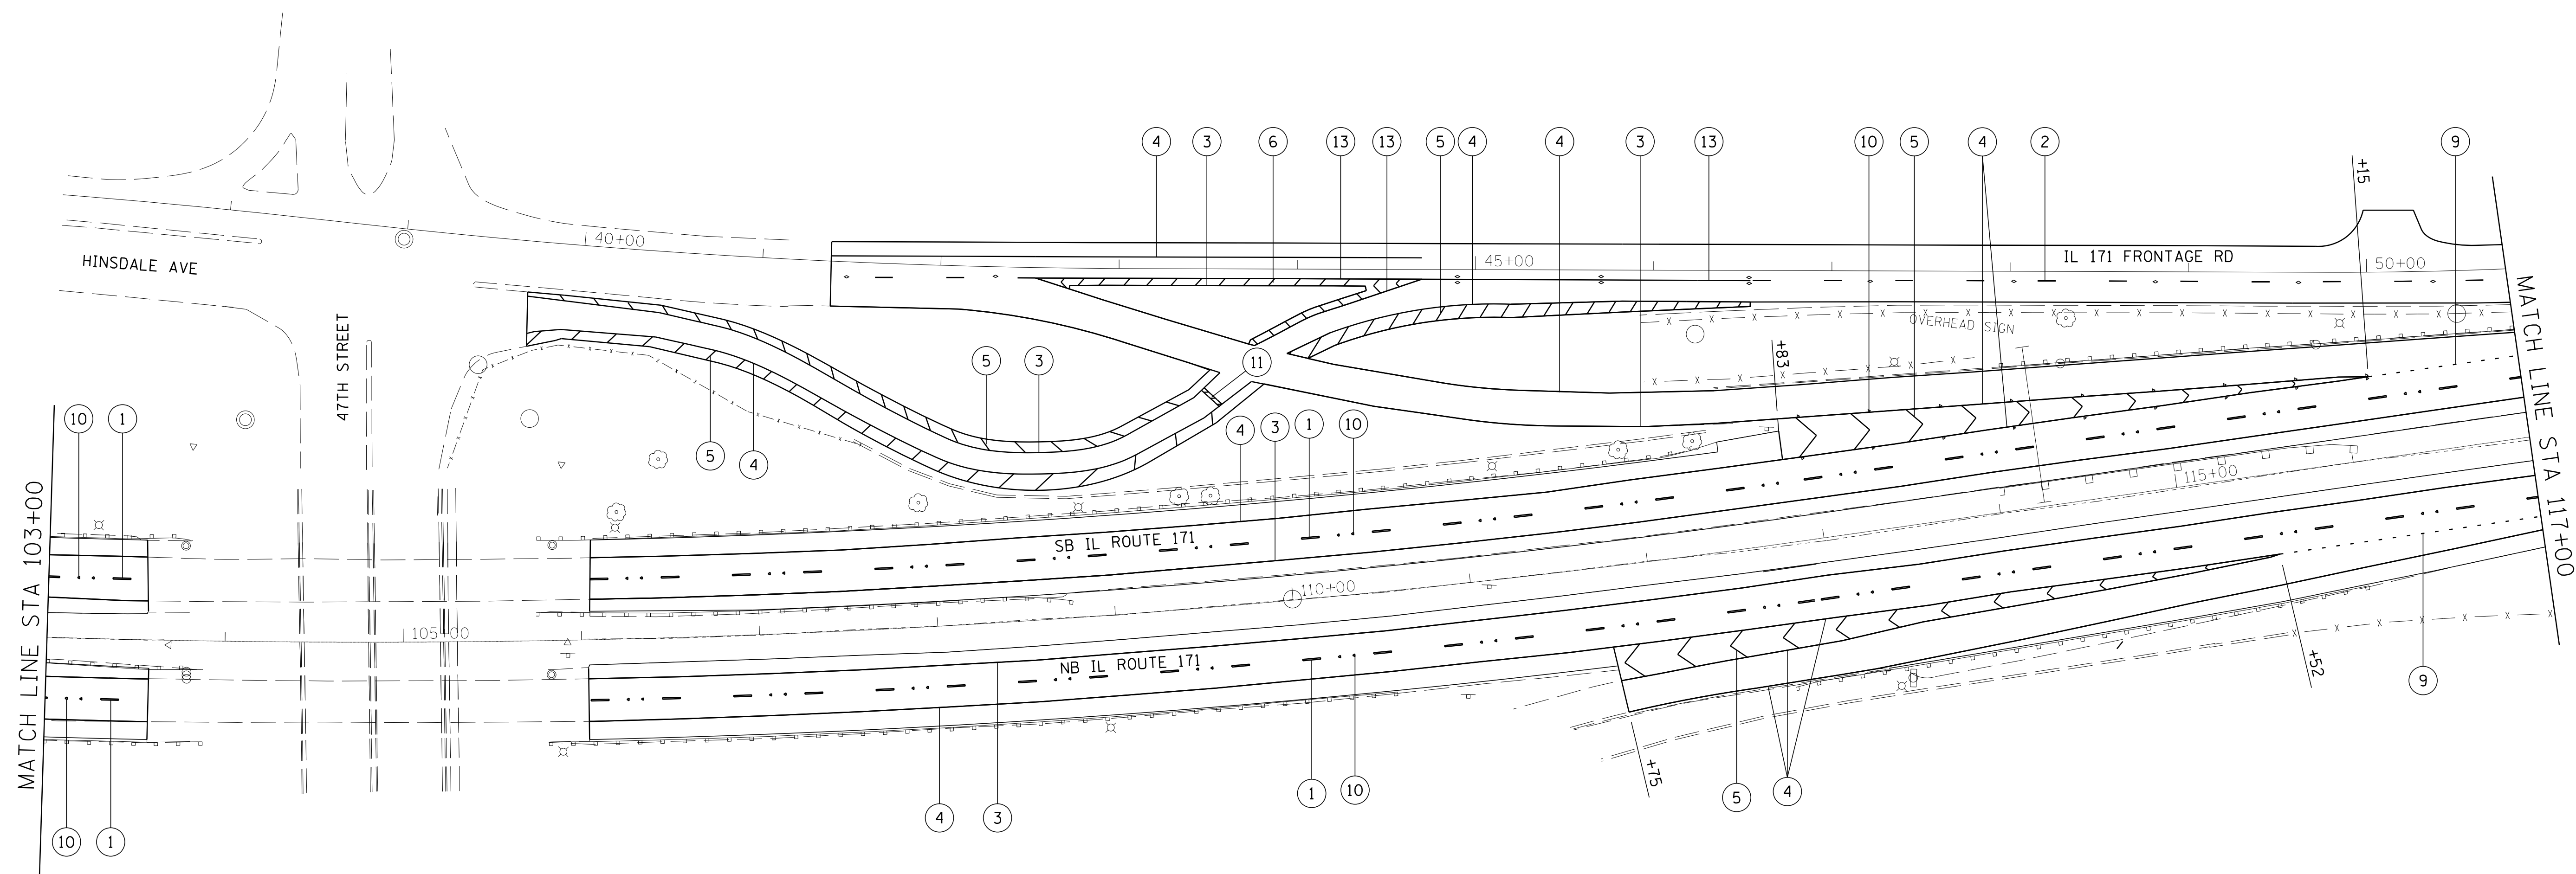 4 3 6 13 13 5 4 4 3 13 10 5 4 2 9
+15
40+00
HINSDALE AVE
IL 171 FRONTAGE RD
45+00
50+00
MATCH LINE STA 117+00
OVERHEAD SIGN
47TH STREET
+83
5 3
11
10 1
5 4
4 3 1 10
115+00
MATCH LINE STA 103+00
SB IL ROUTE 171
110+00
105+00
NB IL ROUTE 171
+52
9
+75
10 1
4 3
1 10
5 4